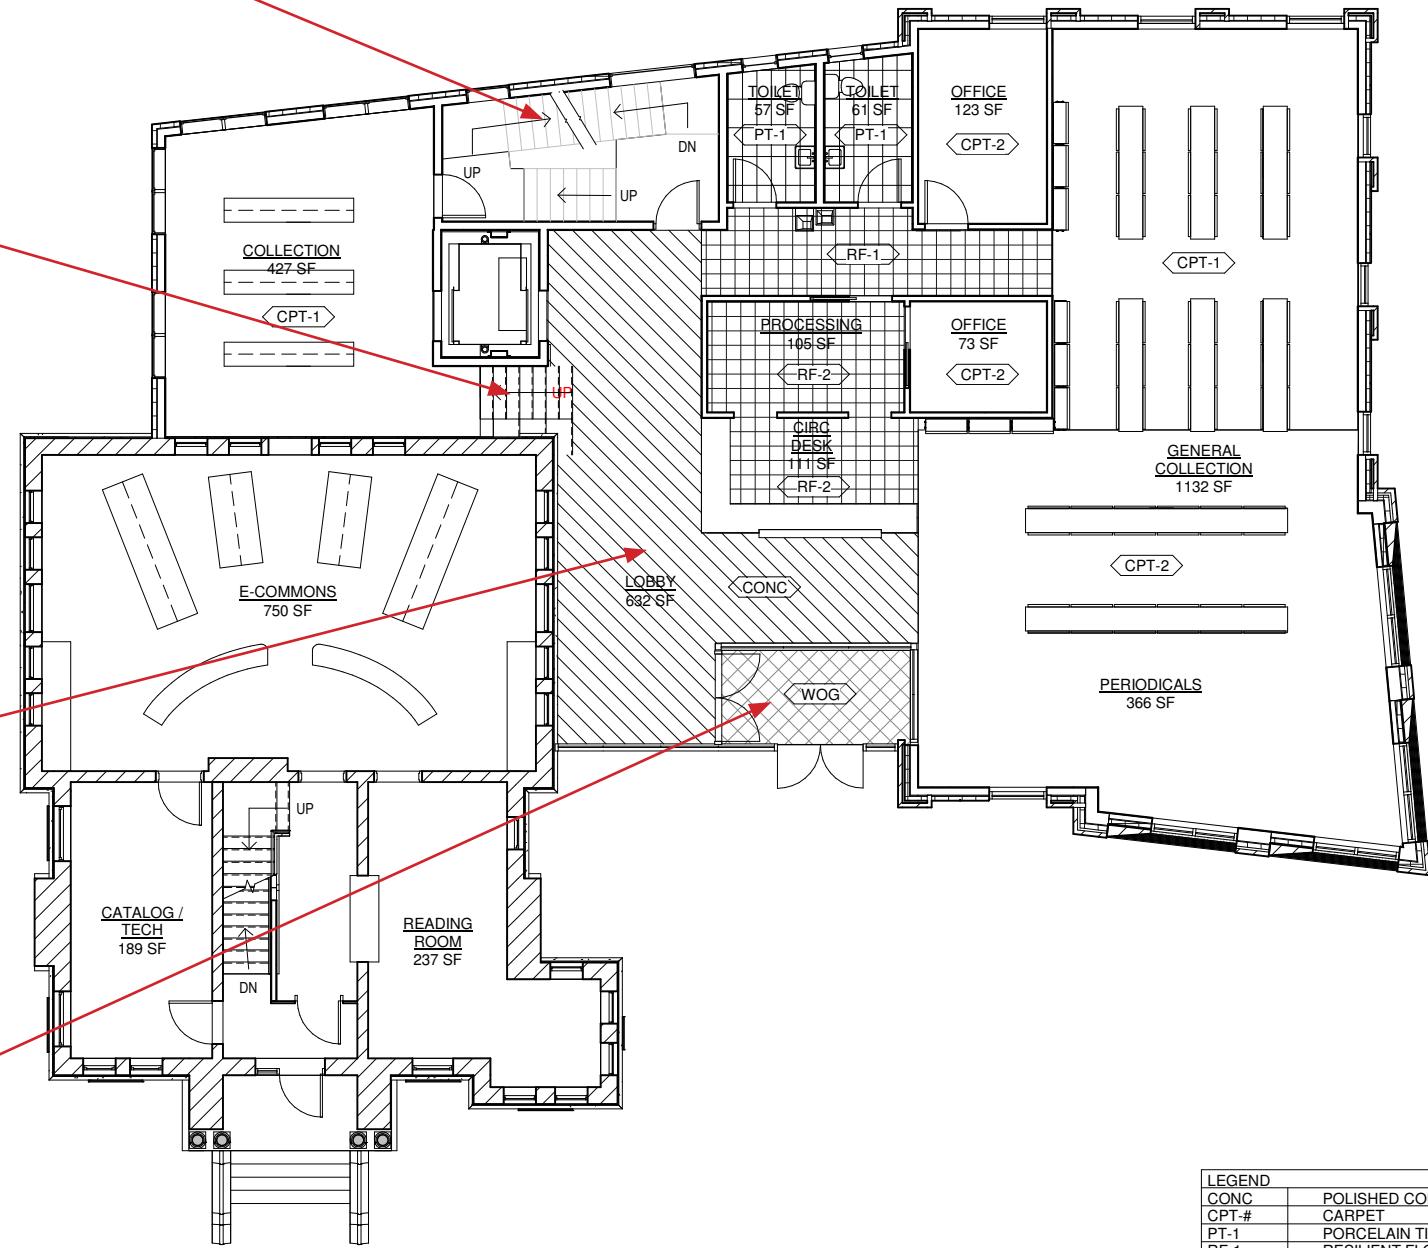 TOILET
57 SF
PT-1
TOILET
61 SF
PT-1
OFFICE
123 SF
CPT-2
DN
UP
UP
COLLECTION
427 SF
CPT-1
RF-1
CPT-1
PROCESSING
105 SF
RF-2
OFFICE
73 SF
CPT-2
UP
CIRC
DESK
111 SF
RF-2
GENERAL
COLLECTION
1132 SF
CPT-2
E-COMMONS
750 SF
LOBBY
632 SF
CONC
WOG
PERIODICALS
366 SF
UP
CATALOG /
TECH
189 SF
READING
ROOM
237 SF
DN
LEGEND
CONC POLISHED CO
CPT-# CARPET
PT-1 PORCELAIN TI